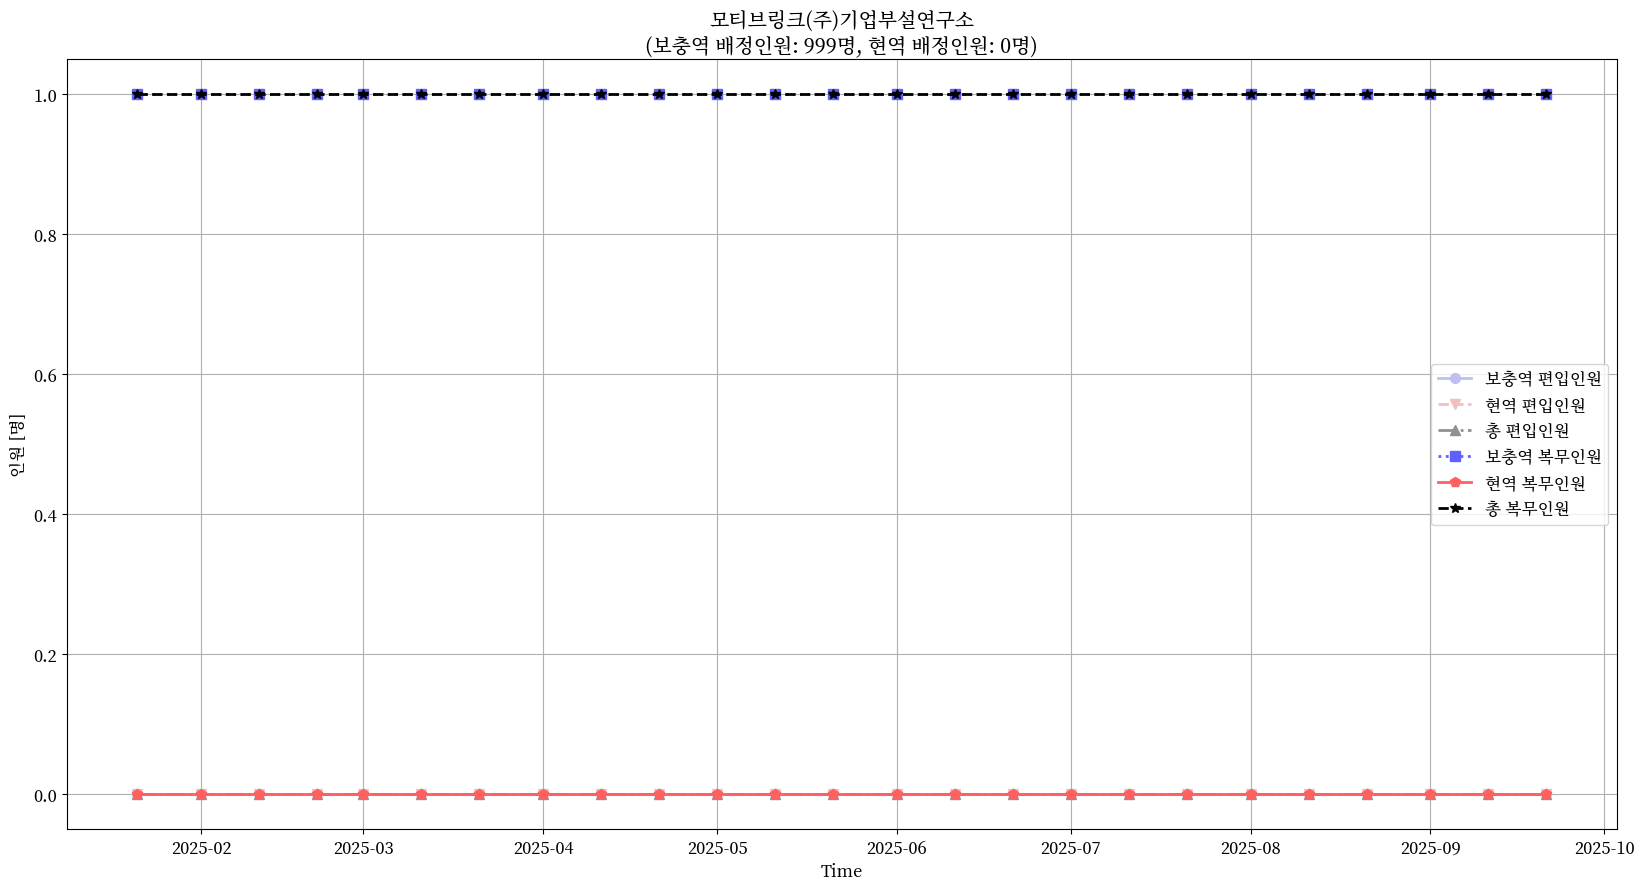 모티브링크(주)기업부설연구소
(보충역 배정인원: 999명, 현역 배정인원: 0명)
1.0
0.8
0.6
0.4
0.2
0.0
인원 [명]
보충역 편입인원
현역 편입인원
총 편입인원
보충역 복무인원
현역 복무인원
총 복무인원
2025-02 2025-03 2025-04 2025-05 2025-06 2025-07 2025-08 2025-09 2025-10
Time